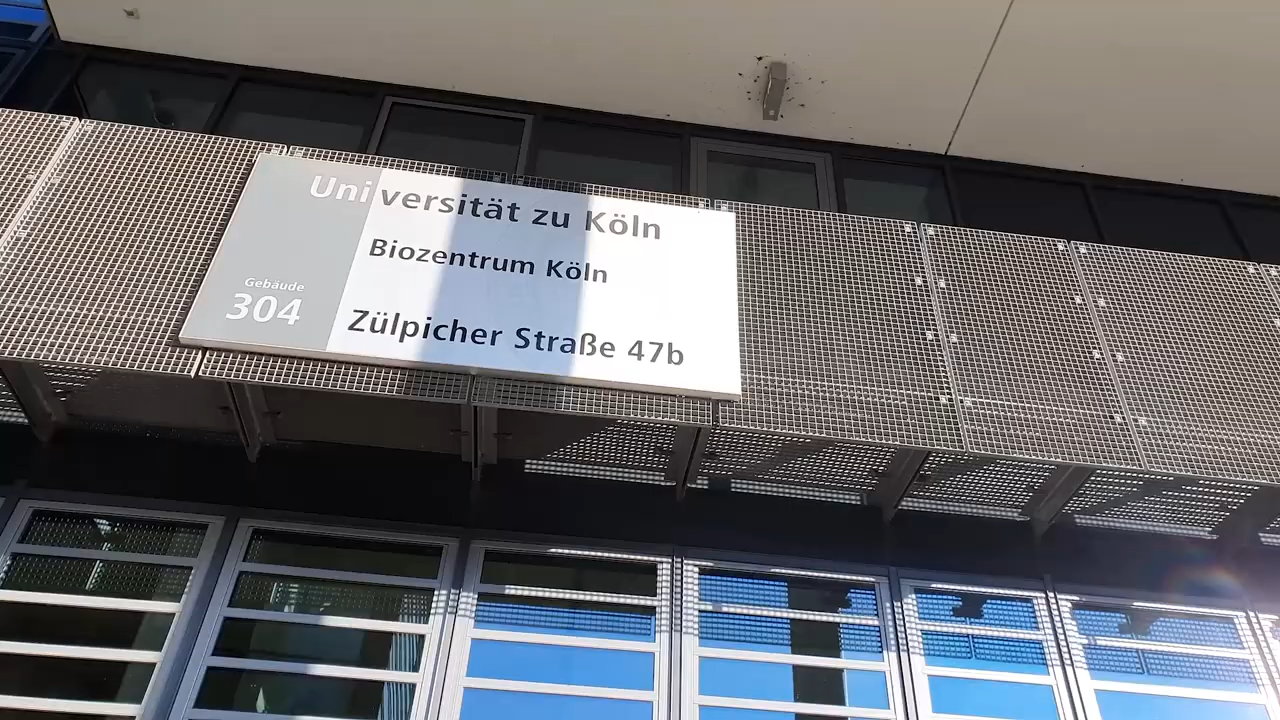 Universität zu Köln
Biozentrum Köln
Gebäude
304
Zülpicher Straße 47b